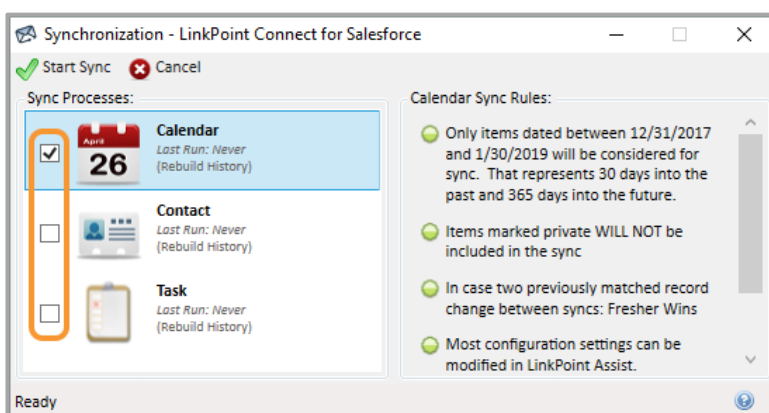 Synchronization - LinkPoint Connect for Salesforce
Start Sync Cancel
Sync Processes:
April
26
Calendar
Last Run: Never
(Rebuild History)
Contact
Last Run: Never
(Rebuild History)
Task
Last Run: Never
(Rebuild History)
Calendar Sync Rules:
Only items dated between 12/31/2017
and 1/30/2019 will be considered for
sync. That represents 30 days into the
past and 365 days into the future.
Items marked private WILL NOT be
included in the sync
In case two previously matched record
change between syncs: Fresher Wins
Most configuration settings can be
modified in LinkPoint Assist.
Ready